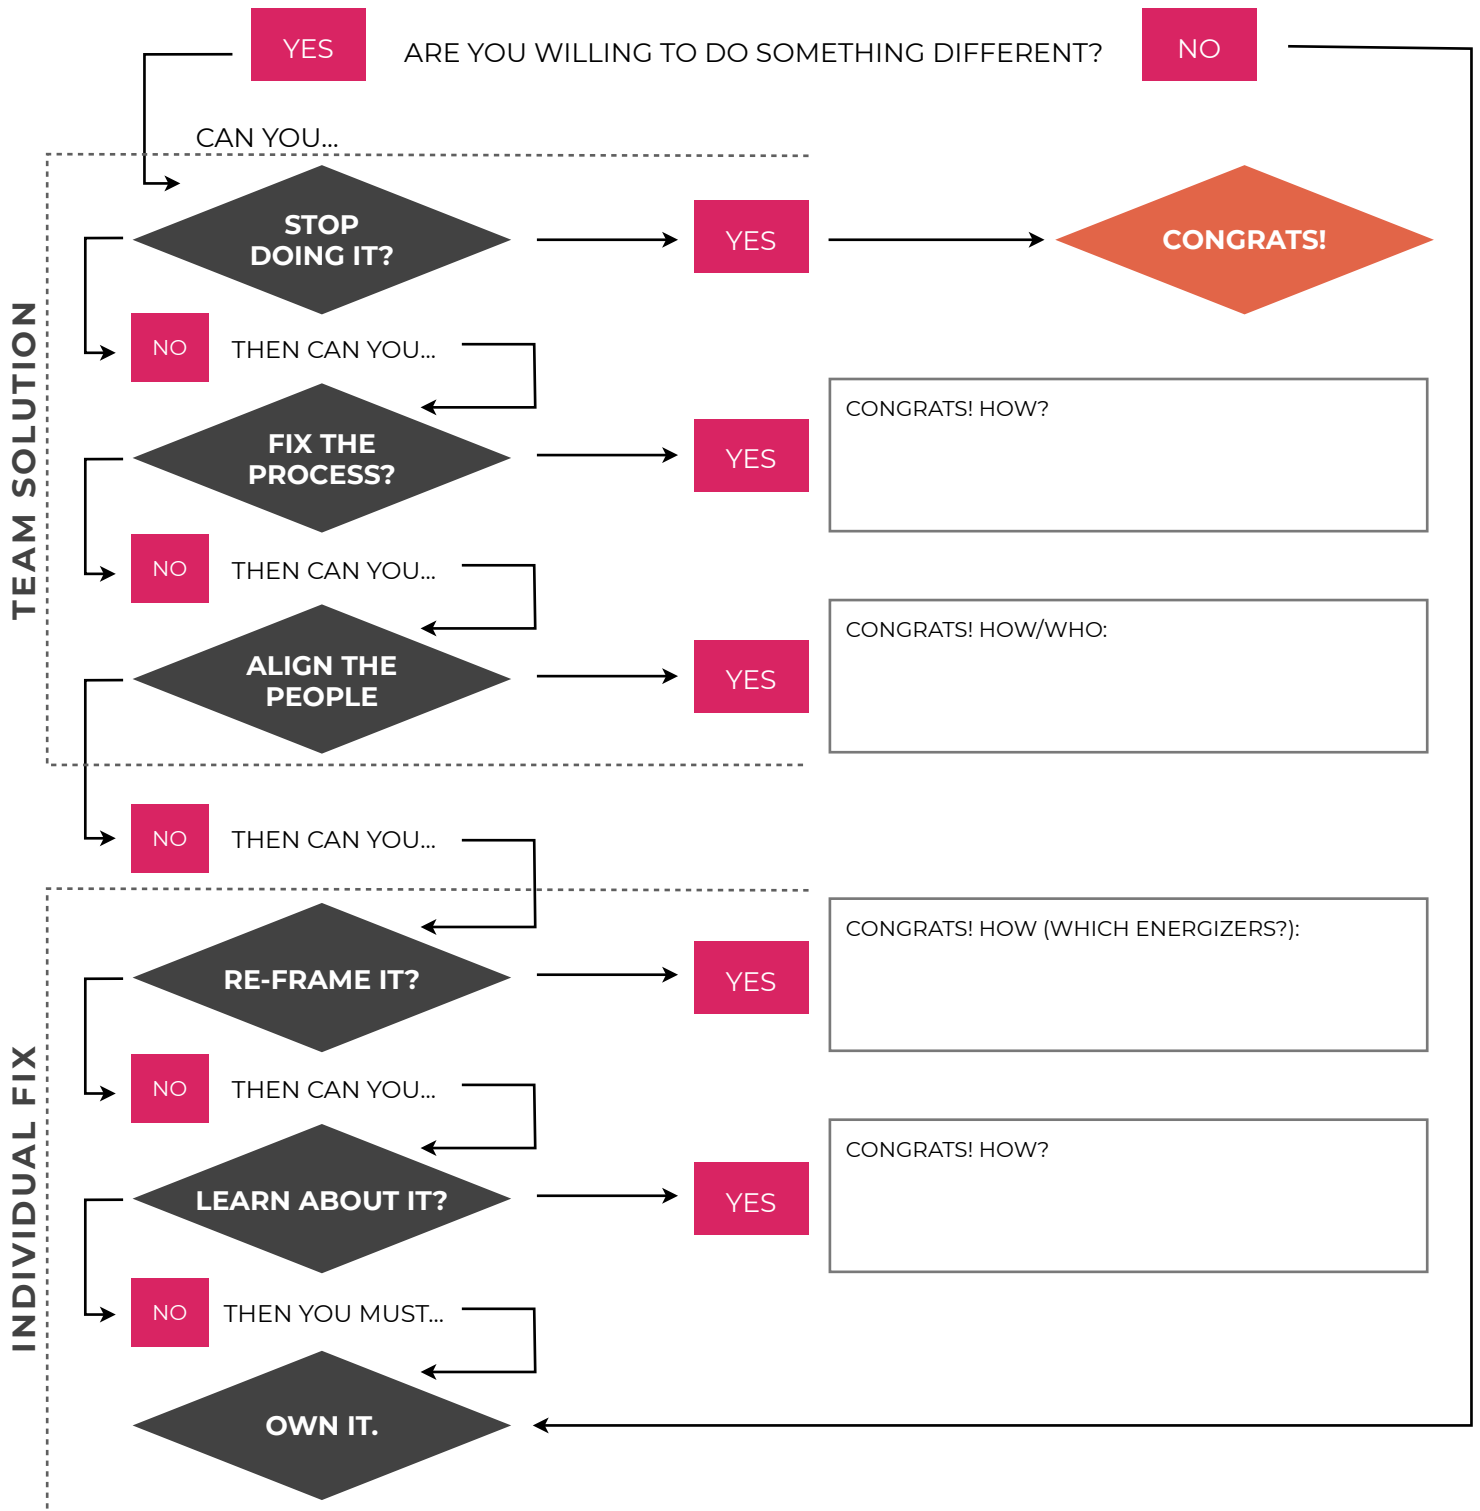 YES
ARE YOU WILLING TO DO SOMETHING DIFFERENT?
NO
CAN YOU...
TEAM SOLUTION
STOP
DOING IT?
YES
CONGRATS!
NO
THEN CAN YOU...
FIX THE
PROCESS?
YES
CONGRATS! HOW?
NO
THEN CAN YOU...
ALIGN THE
PEOPLE
YES
CONGRATS! HOW/WHO:
NO
THEN CAN YOU...
INDIVIDUAL FIX
RE-FRAME IT?
YES
CONGRATS! HOW (WHICH ENERGIZERS?):
NO
THEN CAN YOU...
LEARN ABOUT IT?
YES
CONGRATS! HOW?
NO
THEN YOU MUST...
OWN IT.